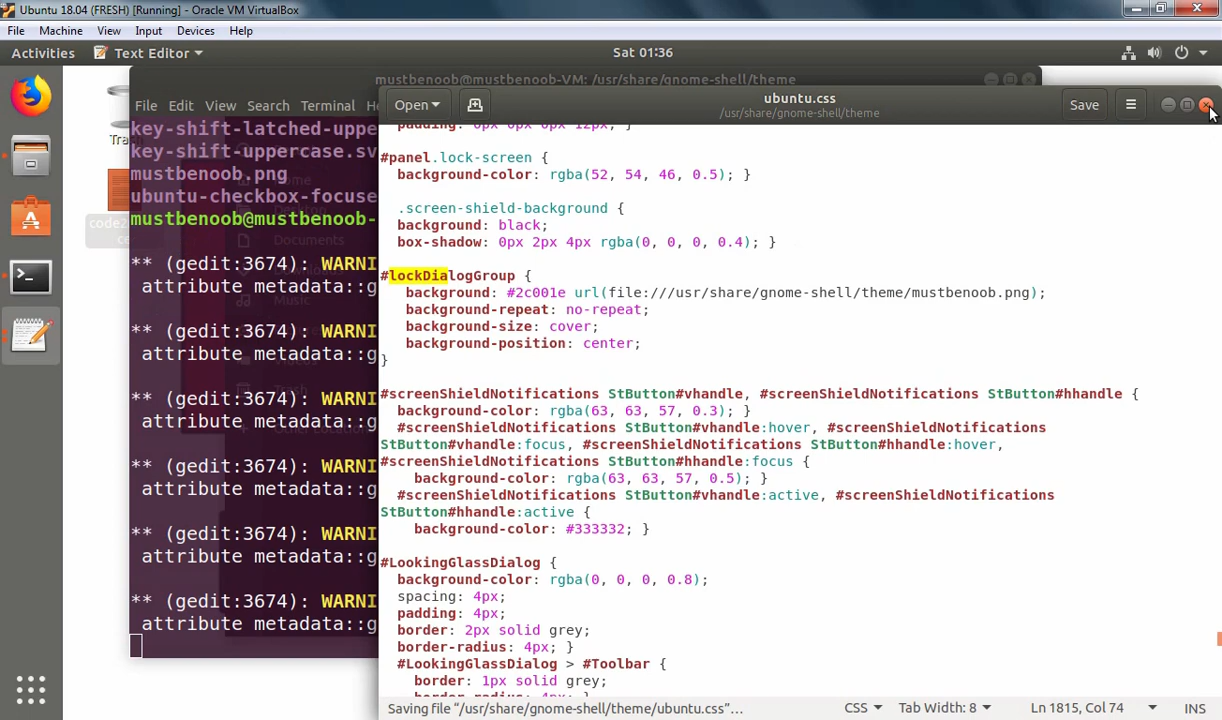 Ubuntu 18.04 (FRESH) [Running] - Oracle VM VirtualBox
File Machine View Input Devices Help
Activities Text Editor Sat 01:36
mustbenoob@mustbenoob-VM: /usr/share/gnome-shell/theme
File Edit View Search Terminal
key-shift-latched-uppe
key-shift-uppercase.sv
mustbenoob.png
ubuntu-checkbox-focuse
mustbenoob@mustbenoob-
** (gedit:3674): WARNI
attribute metadata::g
** (gedit:3674): WARNI
attribute metadata::g
** (gedit:3674): WARNI
attribute metadata::g
** (gedit:3674): WARNI
attribute metadata::g
** (gedit:3674): WARNI
attribute metadata::g
** (gedit:3674): WARNI
attribute metadata::g
Home
Documents
Music
Trash
Open
ubuntu.css
/usr/share/gnome-shell/theme
Save
padding: 0px 0px 0px 12px; }
#panel.lock-screen {
background-color: rgba(52, 54, 46, 0.5); }
.screen-shield-background {
background: black;
box-shadow: 0px 2px 4px rgba(0, 0, 0, 0.4); }
#lockDialogGroup {
background: #2c001e url(file:///usr/share/gnome-shell/theme/mustbenoob.png);
background-repeat: no-repeat;
background-size: cover;
background-position: center;
}
#screenShieldNotifications StButton#vhandle, #screenShieldNotifications StButton#hhandle {
background-color: rgba(63, 63, 57, 0.3); }
#screenShieldNotifications StButton#vhandle:hover, #screenShieldNotifications
StButton#vhandle:focus, #screenShieldNotifications StButton#hhandle:hover,
#screenShieldNotifications StButton#hhandle:focus {
background-color: rgba(63, 63, 57, 0.5); }
#screenShieldNotifications StButton#vhandle:active, #screenShieldNotifications
StButton#hhandle:active {
background-color: #333332; }
#LookingGlassDialog {
background-color: rgba(0, 0, 0, 0.8);
spacing: 4px;
padding: 4px;
border: 2px solid grey;
border-radius: 4px; }
#LookingGlassDialog > #Toolbar {
border: 1px solid grey;
border-radius: 4px; }
Saving file “/usr/share/gnome-shell/theme/ubuntu.css”... CSS Tab Width: 8 Ln 1815, Col 74 INS